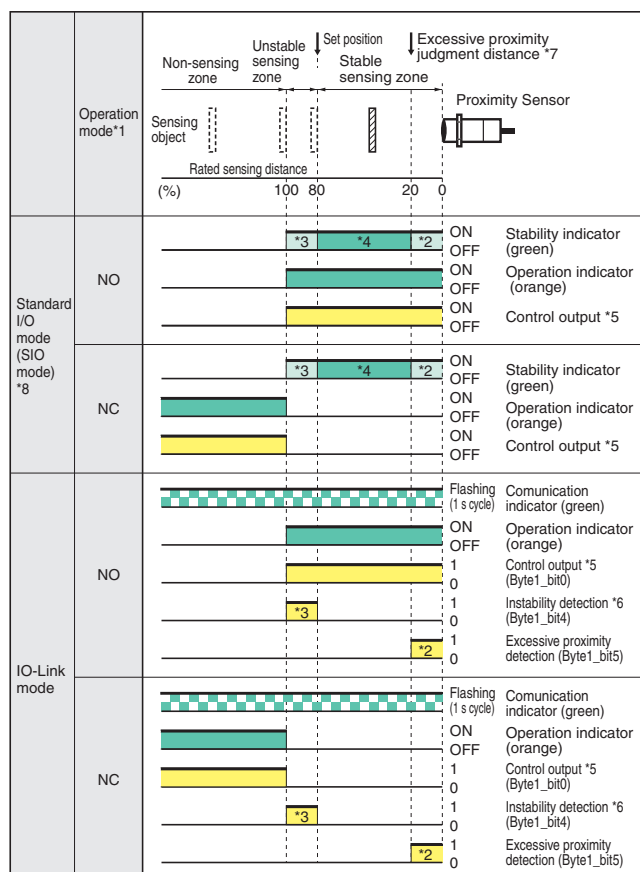 Operation
mode*1
Non-sensing
zone
Unstable
sensing
zone
Set position
Stable
sensing zone
Excessive proximity
judgment distance *7
Sensing
object
Proximity Sensor
Rated sensing distance
(%)
100
80
20
0
Standard
I/O
mode
(SIO
mode)
*8
NO
*3
*4
*2
ON
OFF
Stability indicator
(green)
ON
OFF
Operation indicator
(orange)
ON
OFF
Control output *5
NC
*3
*4
*2
ON
OFF
Stability indicator
(green)
ON
OFF
Operation indicator
(orange)
ON
OFF
Control output *5
IO-Link
mode
NO
Flashing
(1 s cycle)
Comunication
indicator (green)
ON
OFF
Operation indicator
(orange)
1
0
Control output *5
(Byte1_bit0)
*3
1
0
Instability detection *6
(Byte1_bit4)
*2
1
0
Excessive proximity
detection (Byte1_bit5)
NC
Flashing
(1 s cycle)
Comunication
indicator (green)
ON
OFF
Operation indicator
(orange)
1
0
Control output *5
(Byte1_bit0)
*3
1
0
Instability detection *6
(Byte1_bit4)
*2
1
0
Excessive proximity
detection (Byte1_bit5)